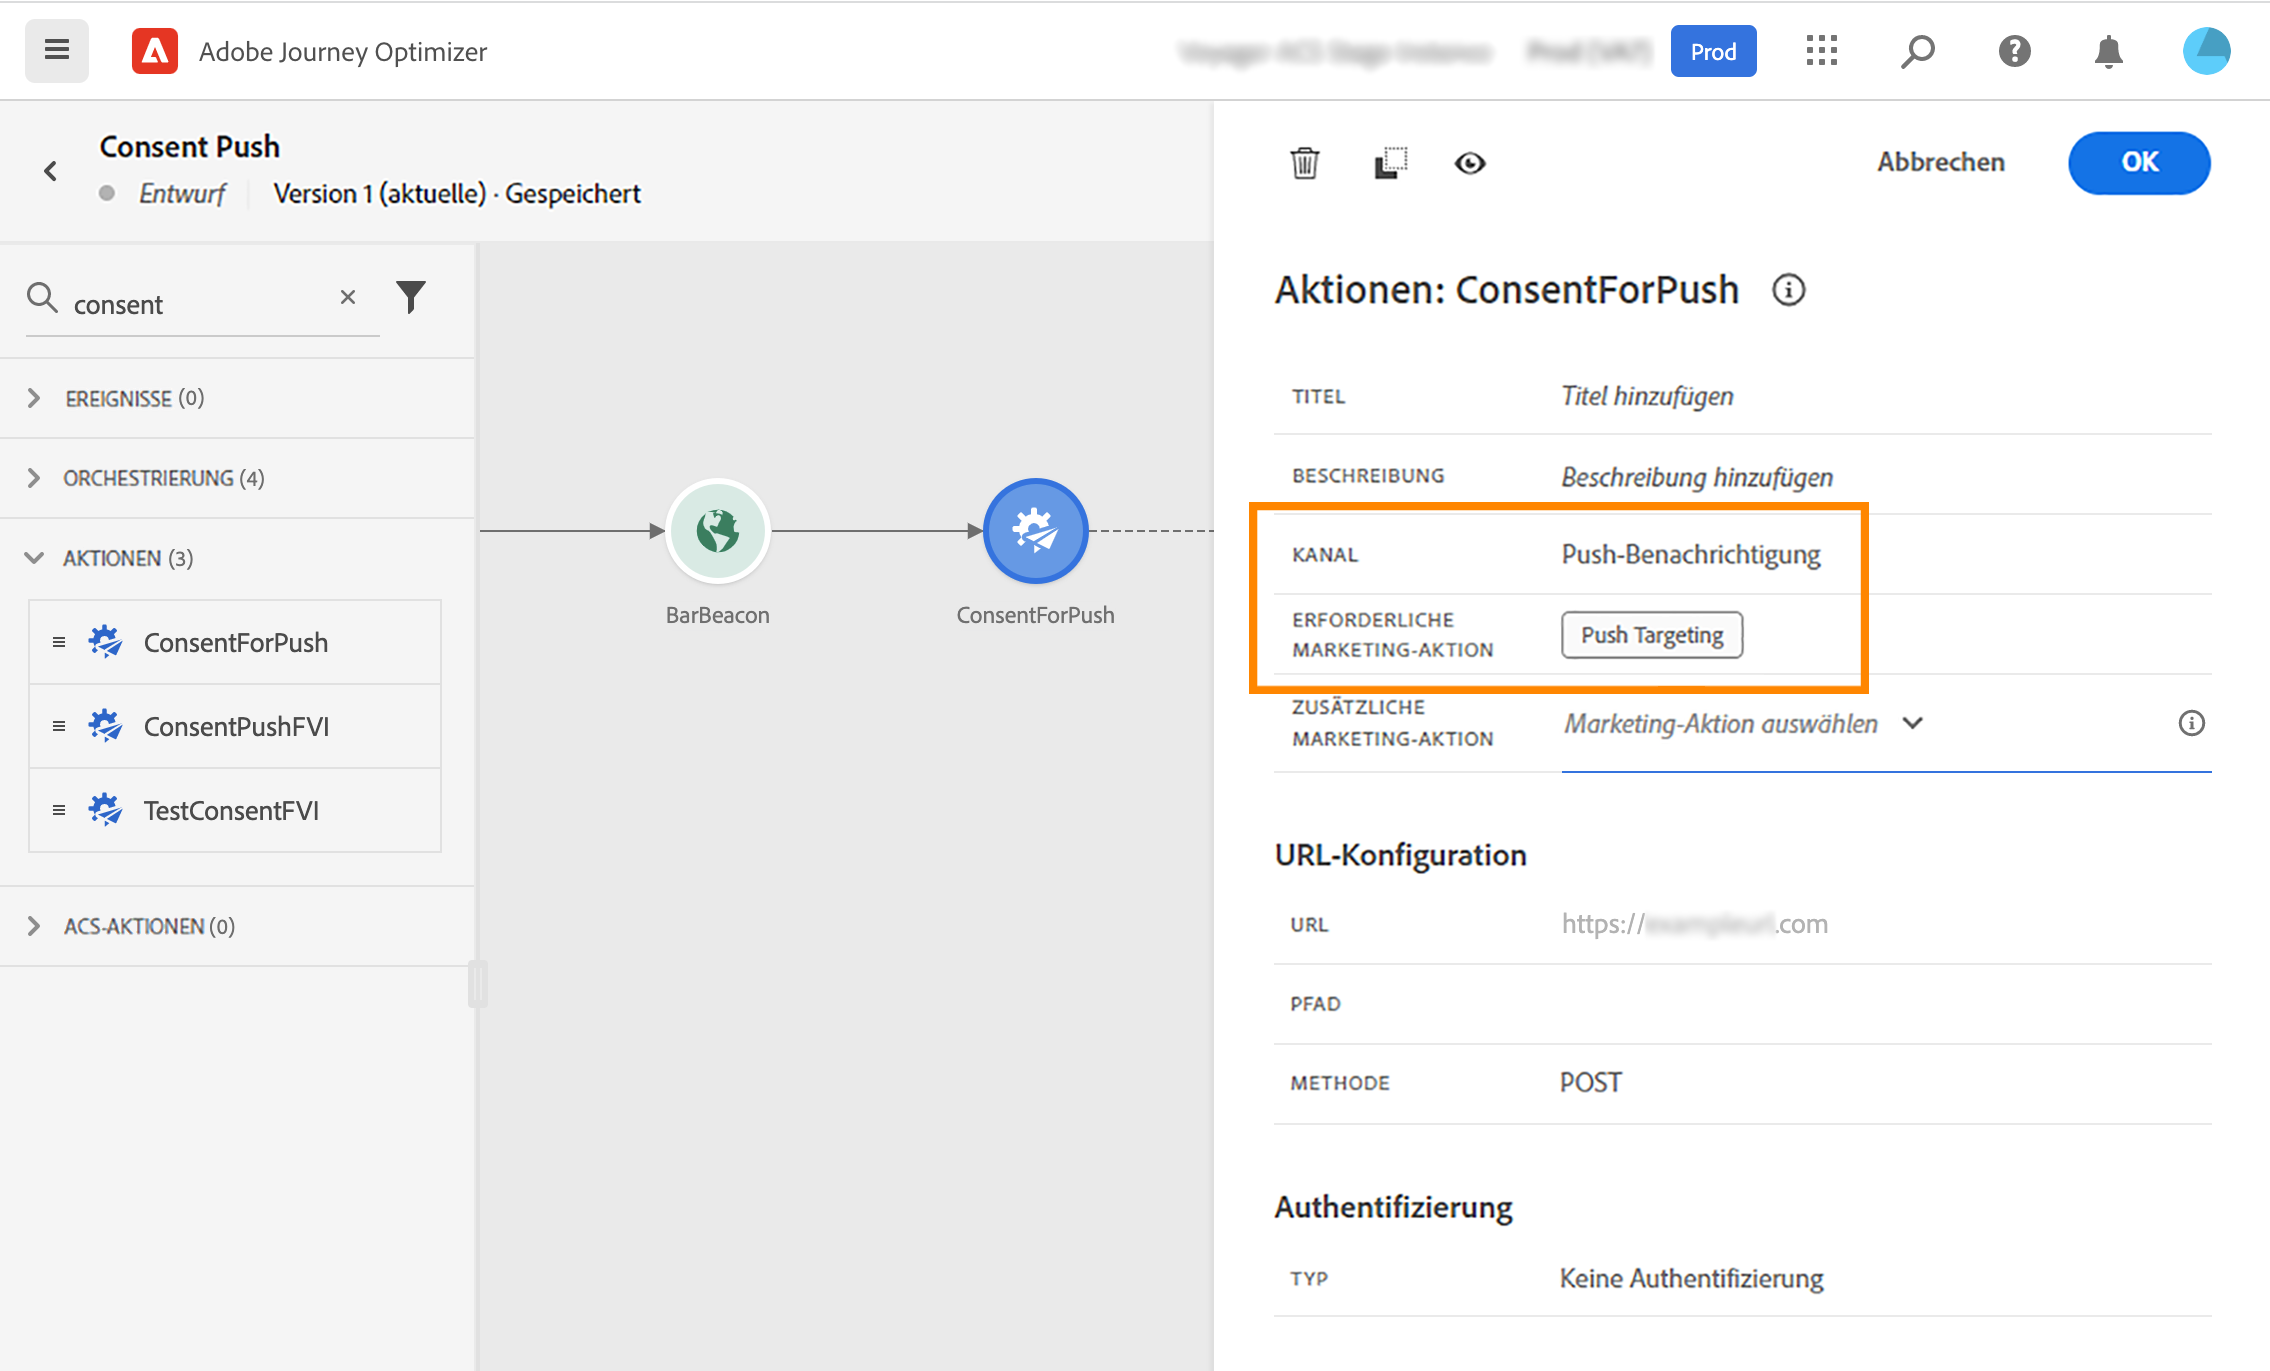 Adobe Journey Optimizer
Prod
Consent Push
Entwurf
Version 1 (aktuelle) · Gespeichert
Abbrechen
OK
consent
EREIGNISSE (0)
ORCHESTRIERUNG (4)
AKTIONEN (3)
ConsentForPush
ConsentPushFVI
TestConsentFVI
ACS-AKTIONEN (0)
BarBeacon
ConsentForPush
Aktionen: ConsentForPush
TITEL
Titel hinzufügen
BESCHREIBUNG
Beschreibung hinzufügen
KANAL
Push-Benachrichtigung
ERFORDERLICHE
MARKETING-AKTION
Push Targeting
ZUSÄTZLICHE
MARKETING-AKTION
Marketing-Aktion auswählen
URL-Konfiguration
URL
https:// .com
PFAD
METHODE
POST
Authentifizierung
TYP
Keine Authentifizierung